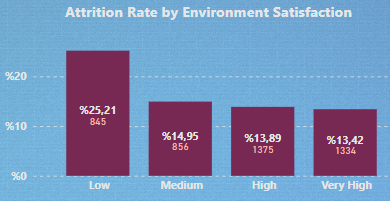 Attrition Rate by Environment Satisfaction
%20
%10
%0
%25,21
845
%14,95
856
%13,89
1375
%13,42
1334
Low
Medium
High
Very High